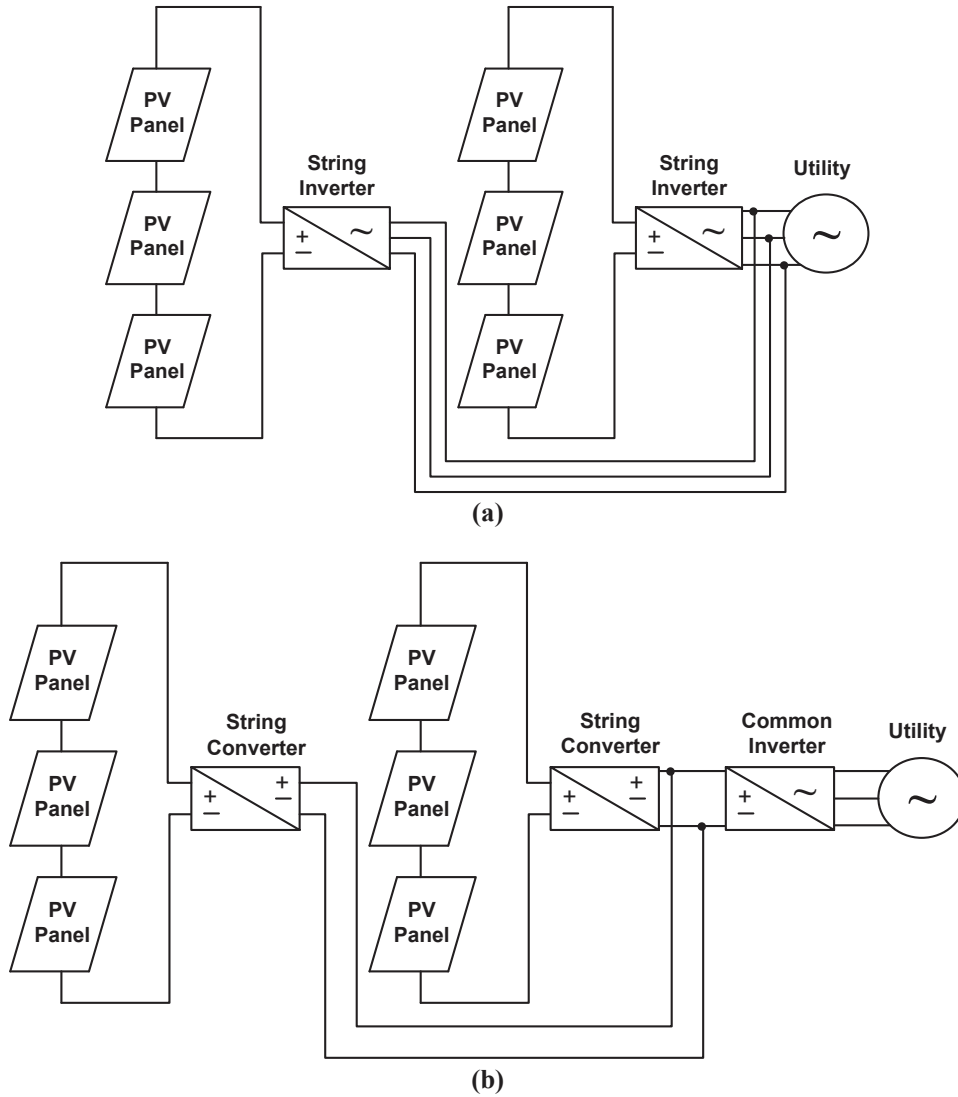 PV
Panel
PV
Panel
PV
Panel
String
Inverter
+
−
~
PV
Panel
PV
Panel
PV
Panel
String
Inverter
+
−
~
Utility
~
(a)
PV
Panel
PV
Panel
PV
Panel
String
Converter
+
−
+
−
PV
Panel
PV
Panel
PV
Panel
String
Converter
+
−
+
−
Common
Inverter
+
−
~
Utility
~
(b)